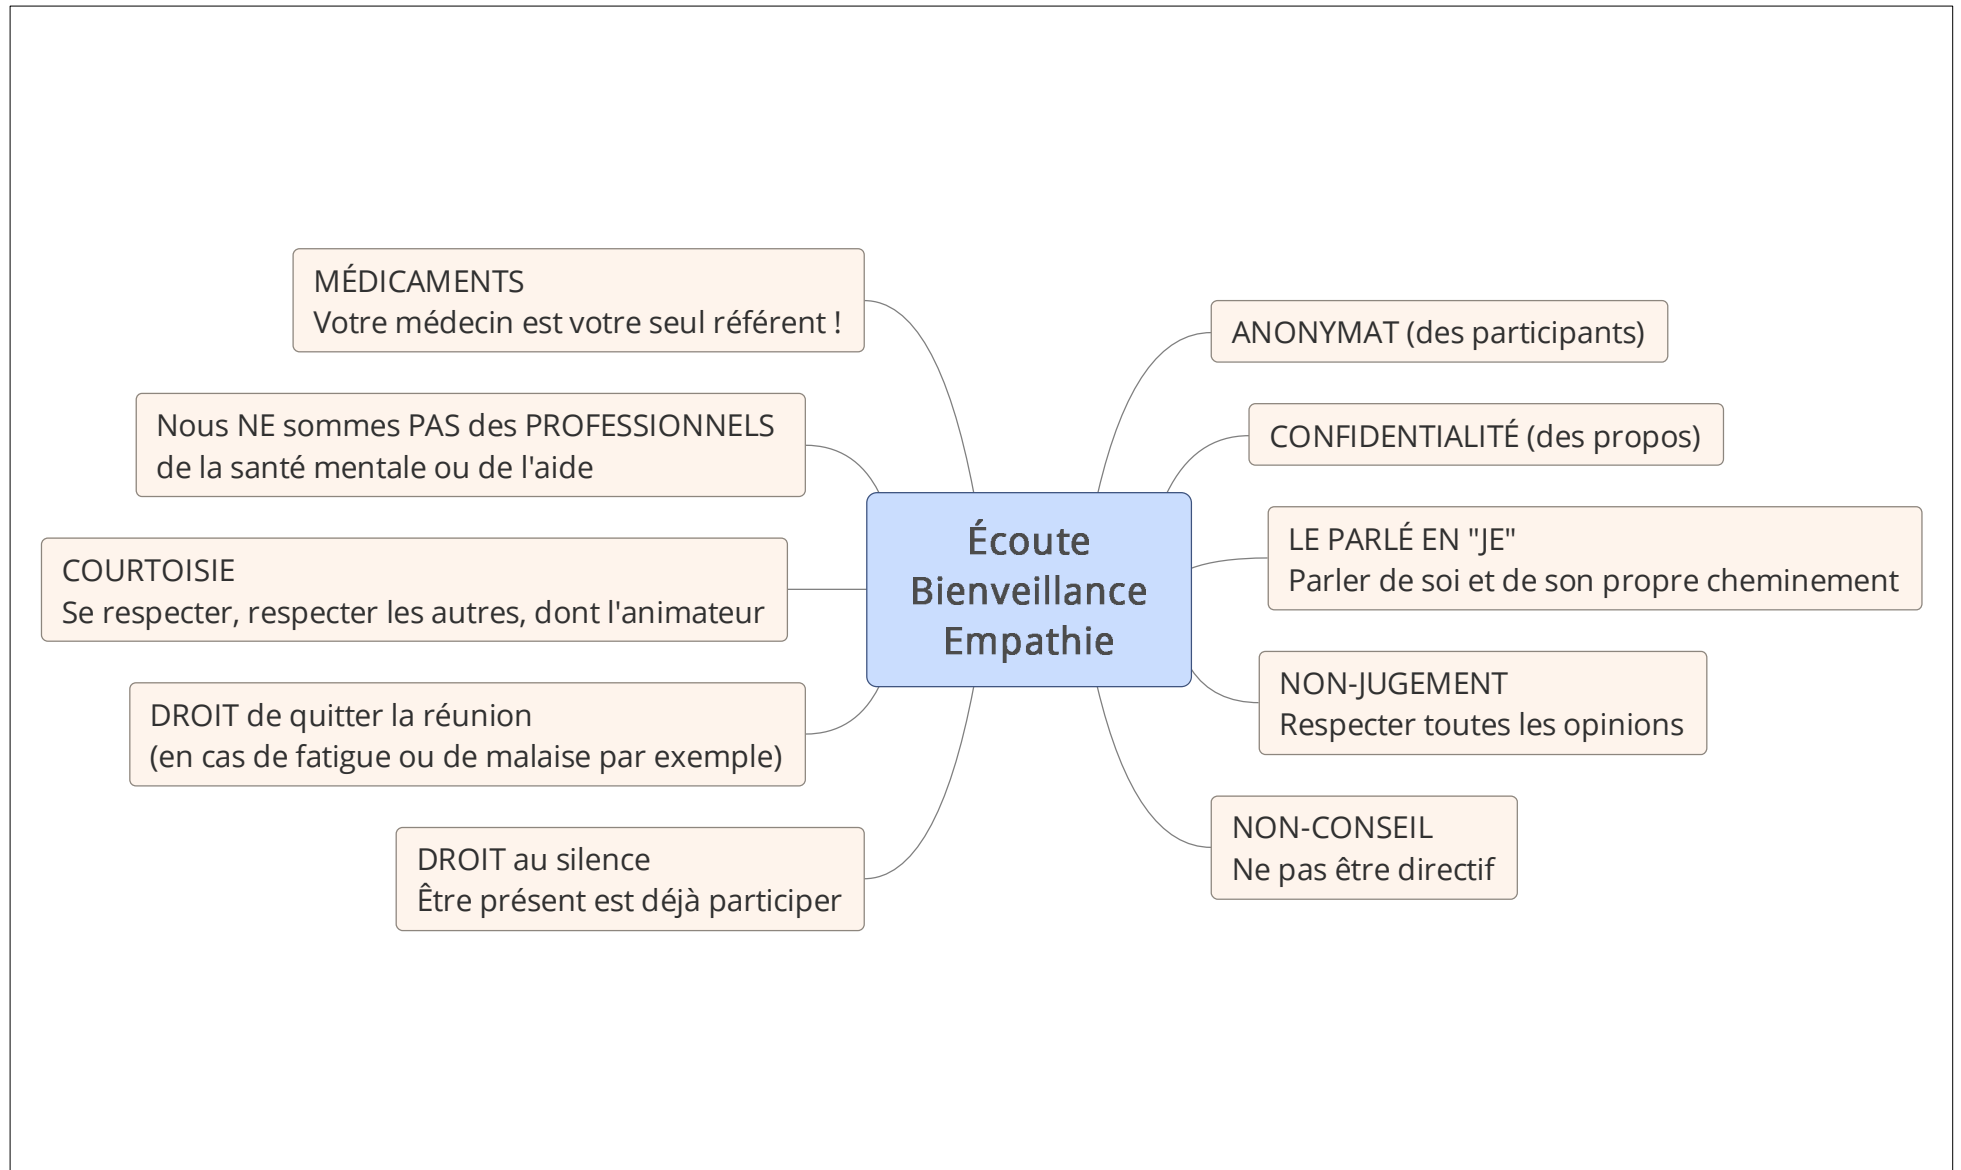 MÉDICAMENTS
Votre médecin est votre seul référent !
Nous NE sommes PAS des PROFESSIONNELS
de la santé mentale ou de l'aide
COURTOISIE
Se respecter, respecter les autres, dont l'animateur
DROIT de quitter la réunion
(en cas de fatigue ou de malaise par exemple)
DROIT au silence
Être présent est déjà participer
Écoute
Bienveillance
Empathie
ANONYMAT (des participants)
CONFIDENTIALITÉ (des propos)
LE PARLÉ EN "JE"
Parler de soi et de son propre cheminement
NON-JUGEMENT
Respecter toutes les opinions
NON-CONSEIL
Ne pas être directif